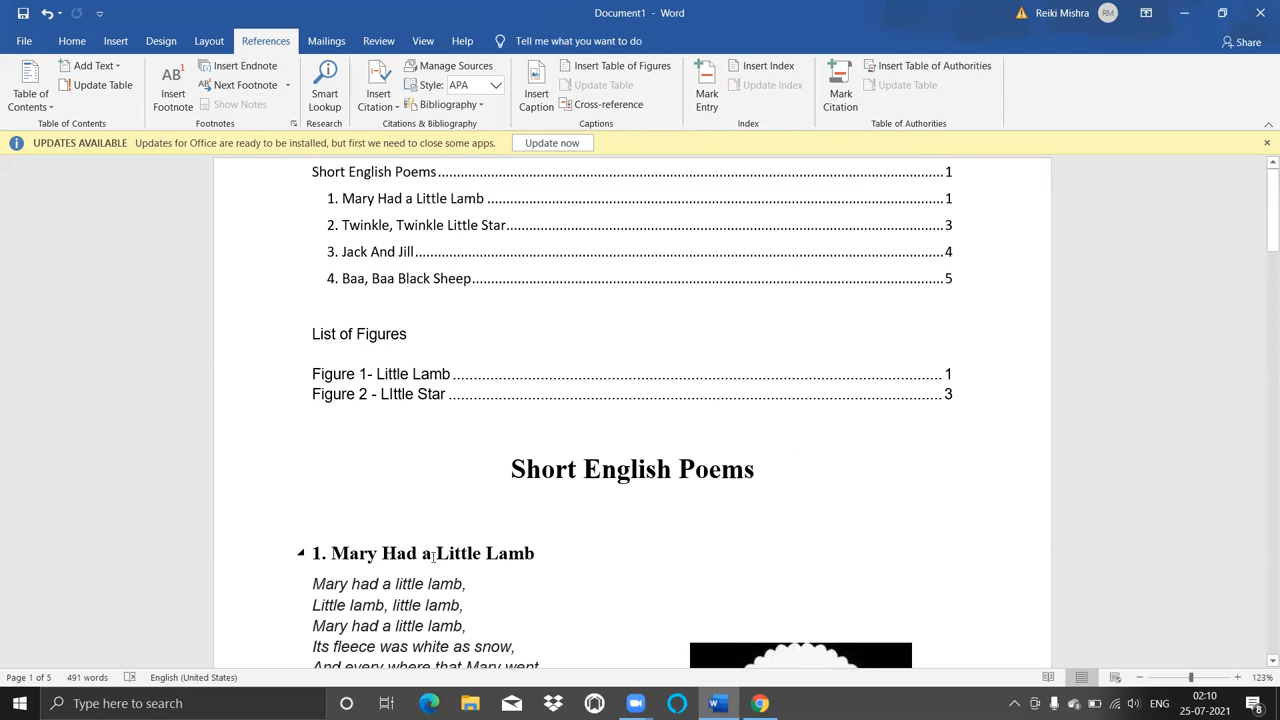 Document1 - Word
Reiki Mishra
RM
File Home Insert Design Layout References Mailings Review View Help Tell me what you want to do
Share
Table of Contents
Add Text
Update Table
Table of Contents
AB1
Insert Footnote
Insert Endnote
Next Footnote
Show Notes
Footnotes
Smart Lookup
Research
Insert Citation
Manage Sources
Style: APA
Bibliography
Citations & Bibliography
Insert Caption
Insert Table of Figures
Update Table
Cross-reference
Captions
Mark Entry
Insert Index
Update Index
Index
Mark Citation
Insert Table of Authorities
Update Table
Table of Authorities
UPDATES AVAILABLE Updates for Office are ready to be installed, but first we need to close some apps. Update now
Short English Poems 1
1. Mary Had a Little Lamb 1
2. Twinkle, Twinkle Little Star 3
3. Jack And Jill 4
4. Baa, Baa Black Sheep 5
List of Figures
Figure 1- Little Lamb 1
Figure 2 - LIttle Star 3
Short English Poems
1. Mary Had a Little Lamb
Mary had a little lamb,
Little lamb, little lamb,
Mary had a little lamb,
Its fleece was white as snow,
And every where that Mary went
Page 1 of 5 491 words English (United States) 123%
Type here to search
ENG
02:10
25-07-2021
8